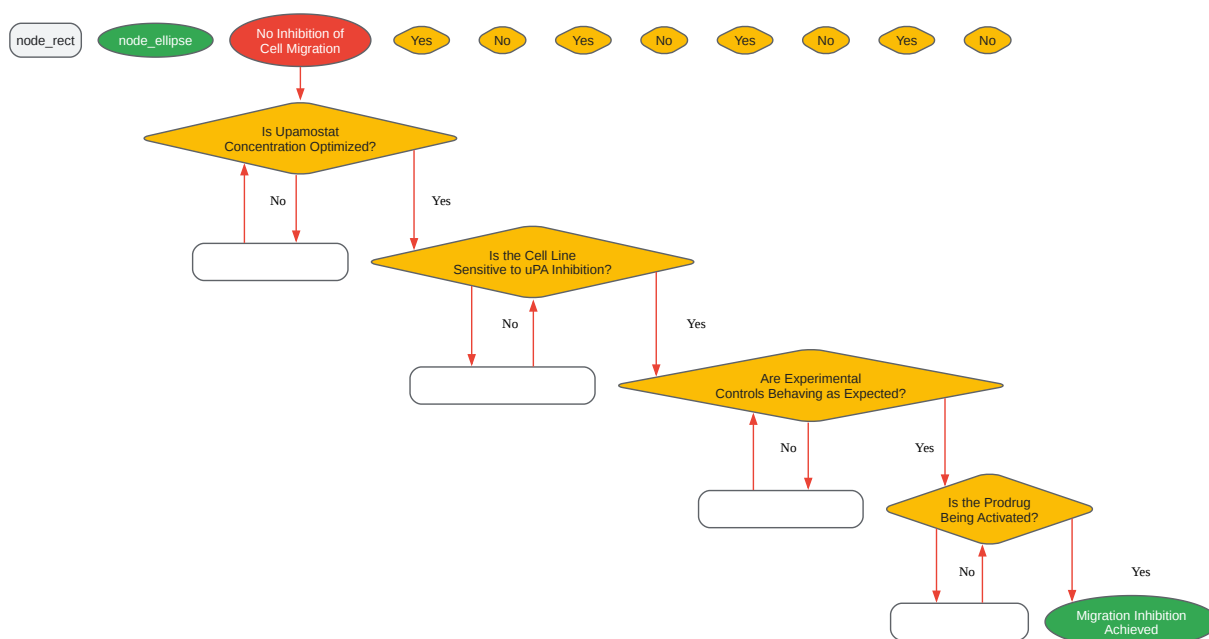 node_rect
node_ellipse
No Inhibition of
Cell Migration
Yes
No
Yes
No
Yes
No
Yes
No
Is Upamostat
Concentration Optimized?
No
Yes
Is the Cell Line
Sensitive to uPA Inhibition?
No
Yes
Are Experimental
Controls Behaving as Expected?
No
Yes
Is the Prodrug
Being Activated?
No
Yes
Migration Inhibition
Achieved